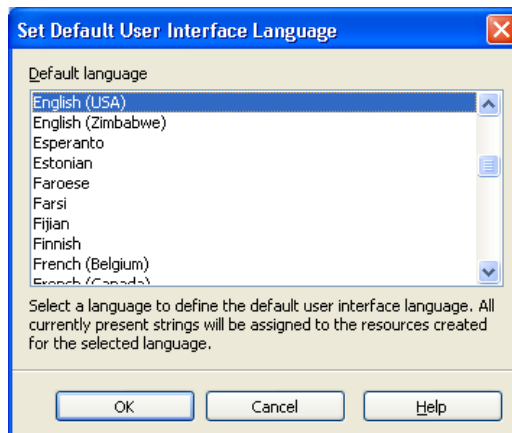 Set Default User Interface Language
Default language
English (USA)
English (Zimbabwe)
Esperanto
Estonian
Faroese
Farsi
Fijian
Finnish
French (Belgium)
French (Canada)
Select a language to define the default user interface language. All
currently present strings will be assigned to the resources created
for the selected language.
OK
Cancel
Help